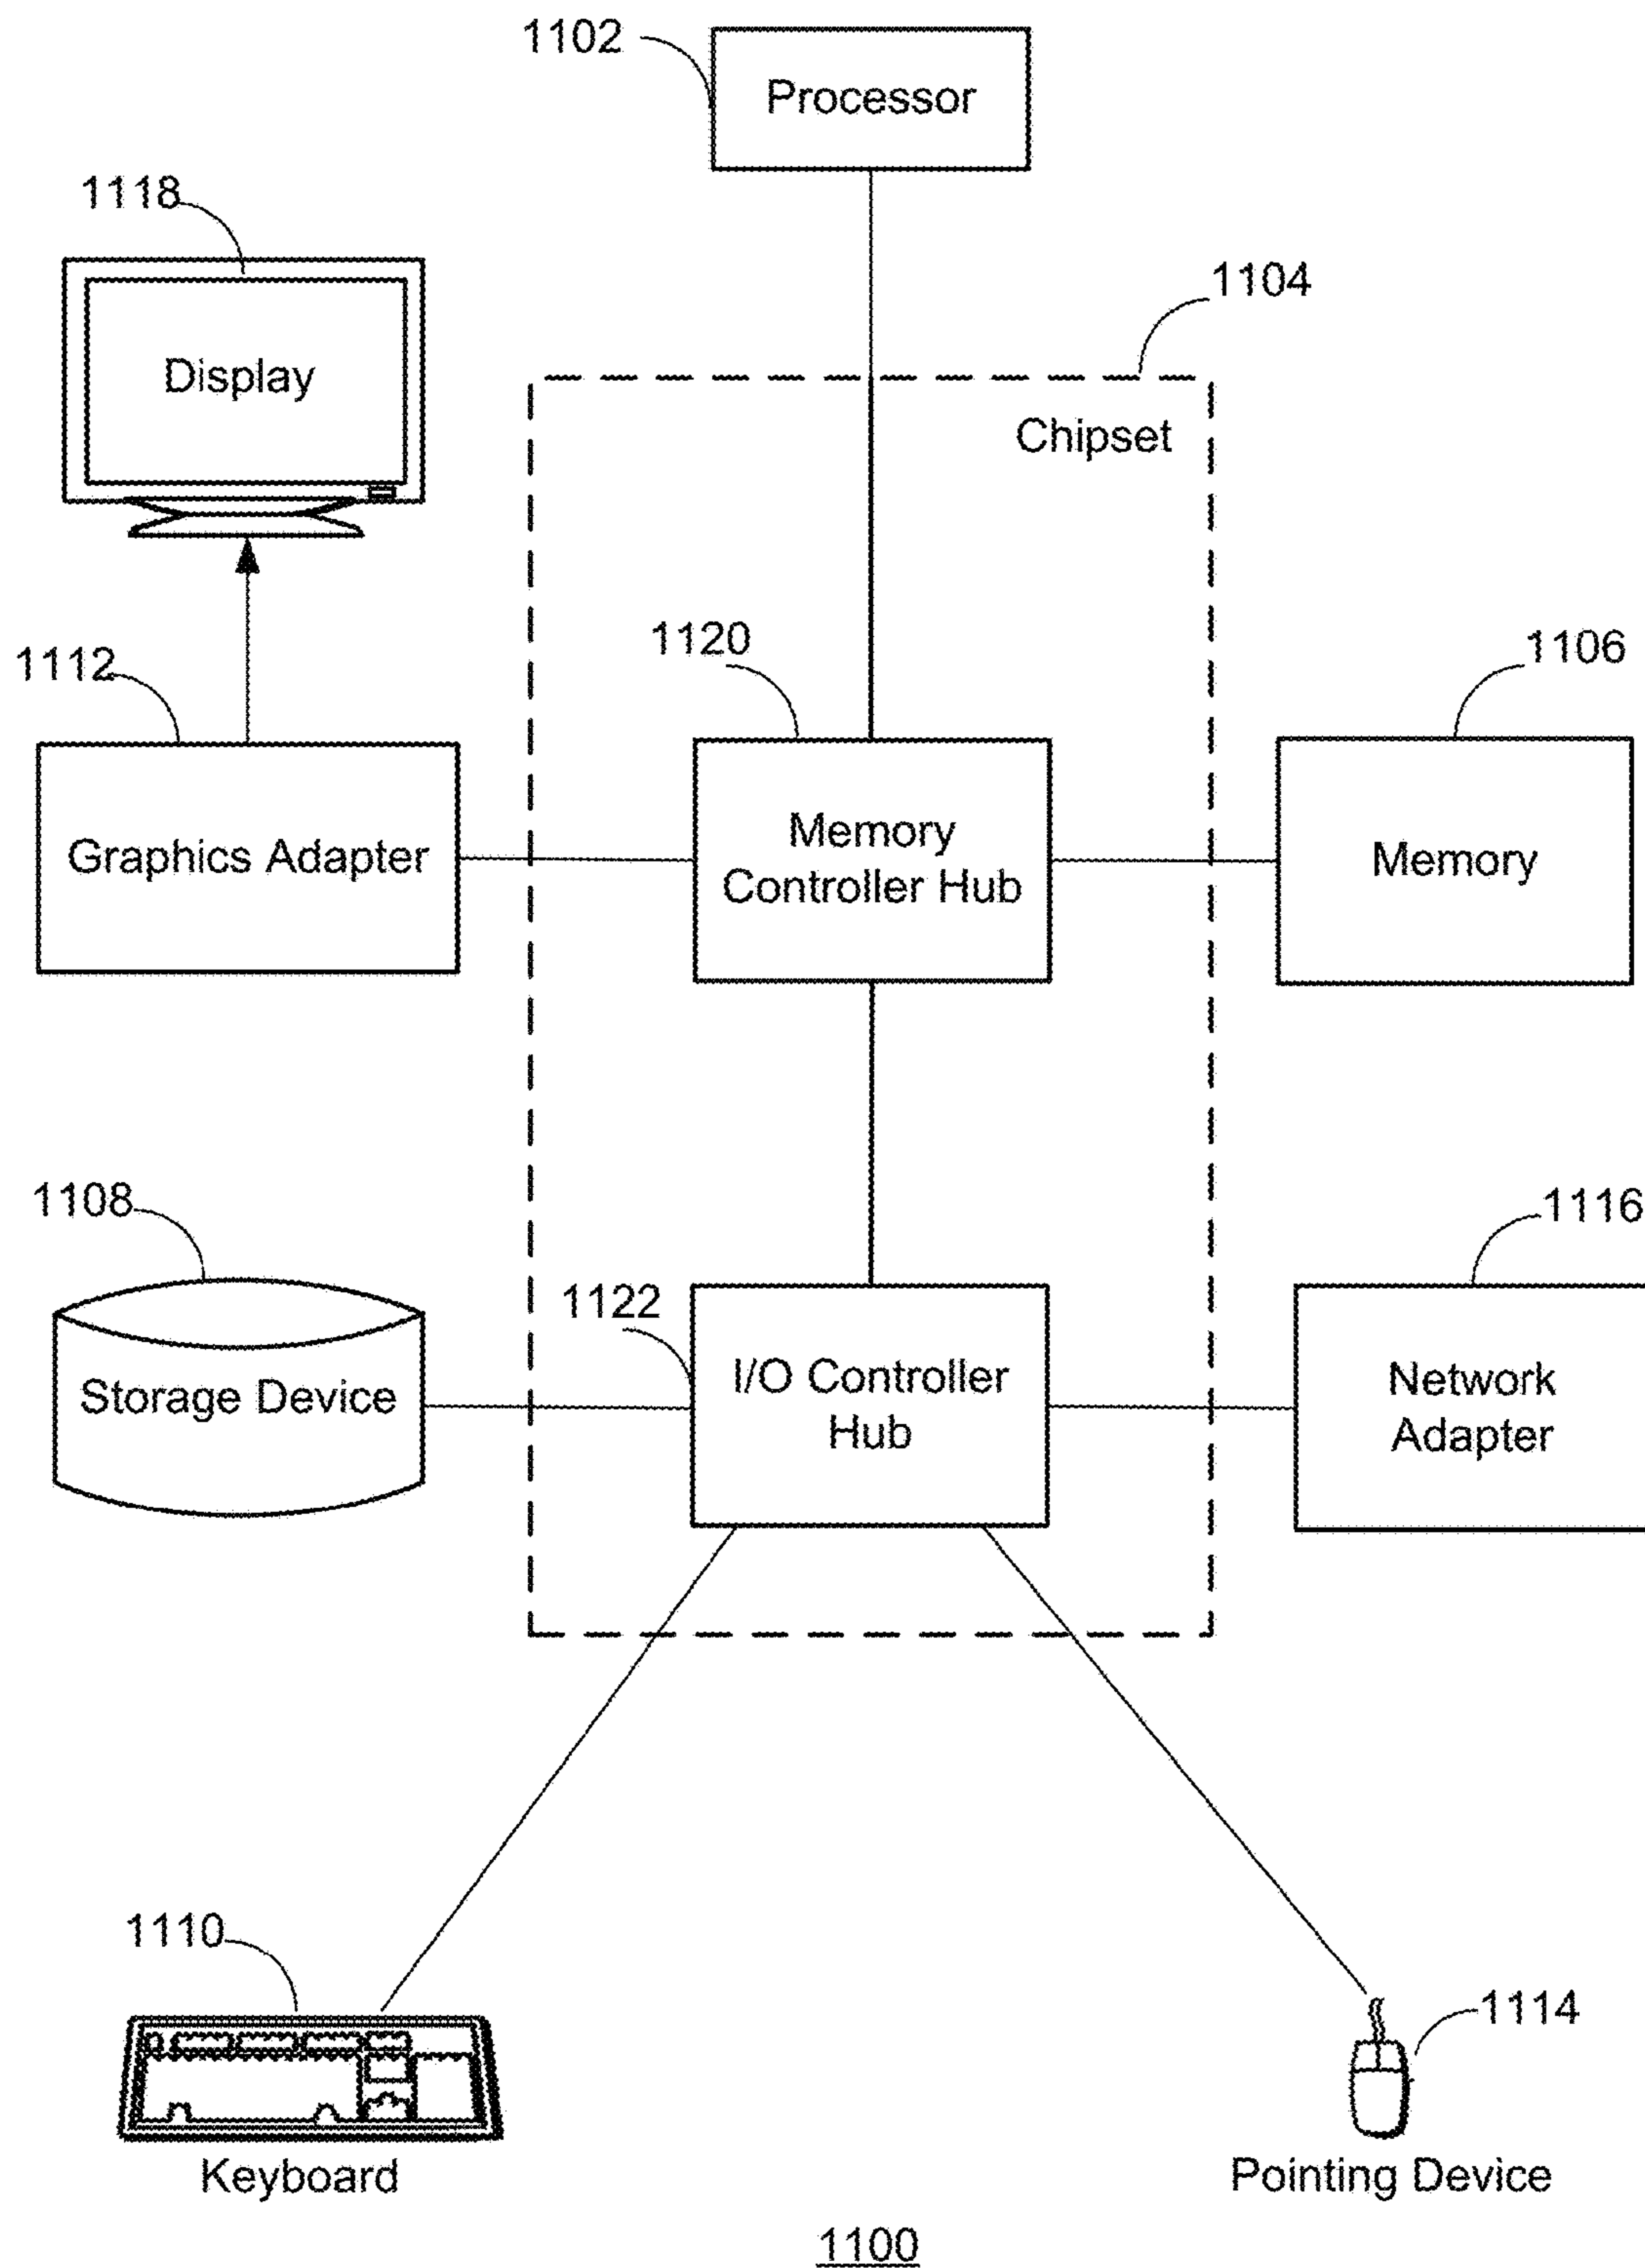 1102
Processor
1118
1104
Display
Chipset
1112
1120
1106
Graphics Adapter
Memory
Controller Hub
Memory
1108
1122
1116
Storage Device
I/O Controller
Hub
Network
Adapter
1110
1114
Keyboard
Pointing Device
1100